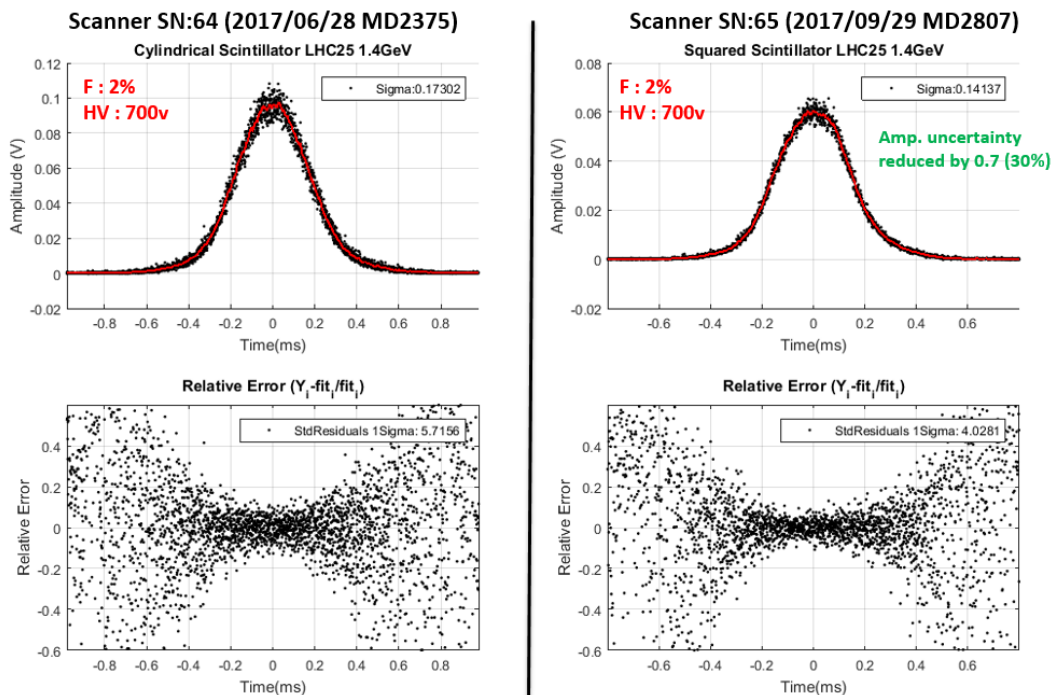 Scanner SN:64 (2017/06/28 MD2375)
Cylindrical Scintillator LHC25 1.4GeV
F : 2%
HV : 700v
Sigma:0.17302
Amplitude (V)
0.12
0.1
0.08
0.06
0.04
0.02
0
-0.02
-0.8 -0.6 -0.4 -0.2 0 0.2 0.4 0.6 0.8
Time(ms)
Relative Error (Y_i-fit_i/fit_i)
StdResiduals 1Sigma: 5.7156
Relative Error
0.4
0.2
0
-0.2
-0.4
-0.6
-0.8 -0.6 -0.4 -0.2 0 0.2 0.4 0.6 0.8
Time(ms)
Scanner SN:65 (2017/09/29 MD2807)
Squared Scintillator LHC25 1.4GeV
F : 2%
HV : 700v
Sigma:0.14137
Amp. uncertainty
reduced by 0.7 (30%)
Amplitude (V)
0.08
0.06
0.04
0.02
0
-0.02
-0.6 -0.4 -0.2 0 0.2 0.4 0.6
Time(ms)
Relative Error (Y_i-fit_i/fit_i)
StdResiduals 1Sigma: 4.0281
Relative Error
0.4
0.2
0
-0.2
-0.4
-0.6
-0.6 -0.4 -0.2 0 0.2 0.4 0.6
Time(ms)